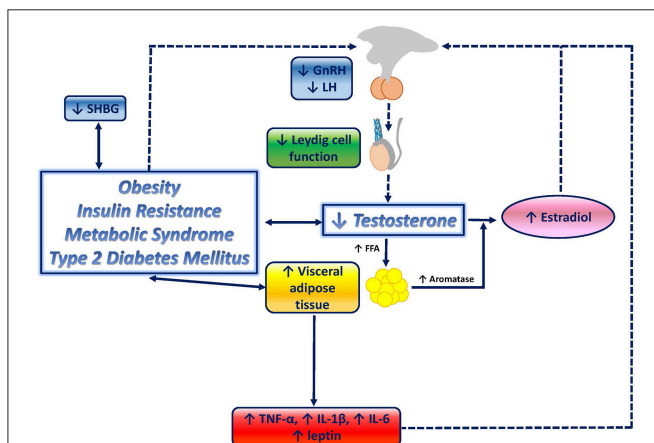 ↓ GnRH
↓ LH
↓ SHBG
↓ Leydig cell
function
Obesity
Insulin Resistance
Metabolic Syndrome
Type 2 Diabetes Mellitus
↓ Testosterone
↑ Estradiol
↑ FFA
↑ Visceral
adipose
tissue
↑ Aromatase
↑ TNF-α, ↑ IL-1β, ↑ IL-6
↑ leptin